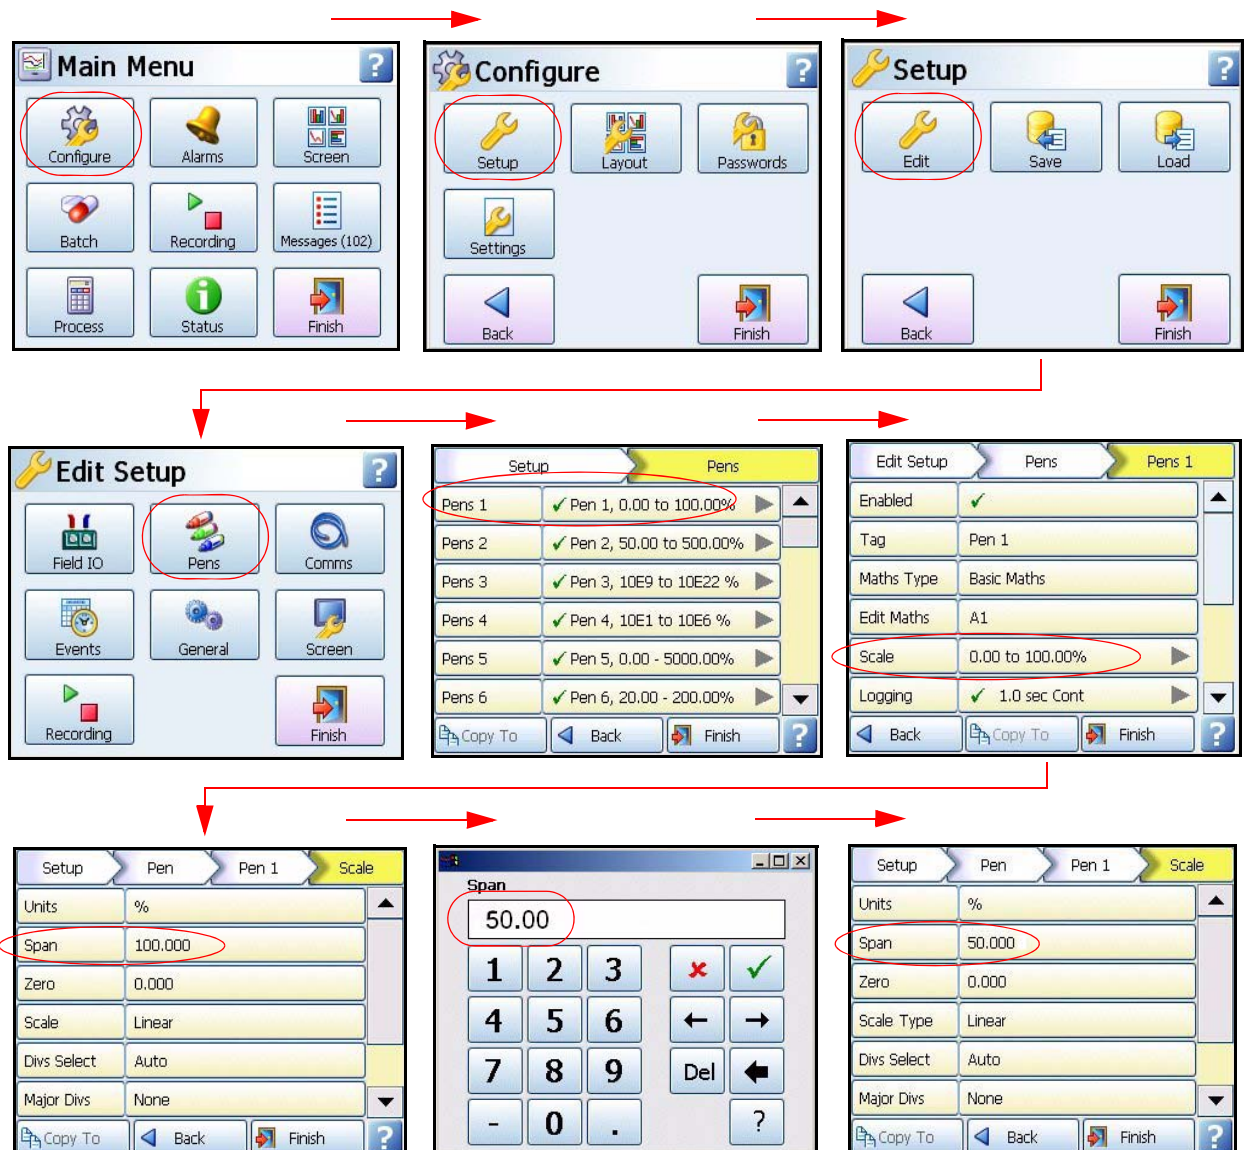 Main Menu ?
Configure Alarms Screen
Batch Recording Messages (102)
Process Status Finish
Configure ?
Setup Layout Passwords
Settings
Back Finish
Setup ?
Edit Save Load
Back Finish
Edit Setup ?
Field IO Pens Comms
Events General Screen
Recording Finish
Setup Pens
Pens 1 ✓ Pen 1, 0.00 to 100.00%
Pens 2 ✓ Pen 2, 50.00 to 500.00%
Pens 3 ✓ Pen 3, 10E9 to 10E22 %
Pens 4 ✓ Pen 4, 10E1 to 10E6 %
Pens 5 ✓ Pen 5, 0.00 - 5000.00%
Pens 6 ✓ Pen 6, 20.00 - 200.00%
Copy To Back Finish ?
Edit Setup Pens Pens 1
Enabled ✓
Tag Pen 1
Maths Type Basic Maths
Edit Maths A1
Scale 0.00 to 100.00%
Logging ✓ 1.0 sec Cont
Back Copy To Finish ?
Setup Pen Pen 1 Scale
Units %
Span 100.000
Zero 0.000
Scale Linear
Divs Select Auto
Major Divs None
Copy To Back Finish ?
Span
50.00
1 2 3 × ✓
4 5 6 ← →
7 8 9 Del ←
- 0 . ?
Setup Pen Pen 1 Scale
Units %
Span 50.000
Zero 0.000
Scale Type Linear
Divs Select Auto
Major Divs None
Copy To Back Finish ?